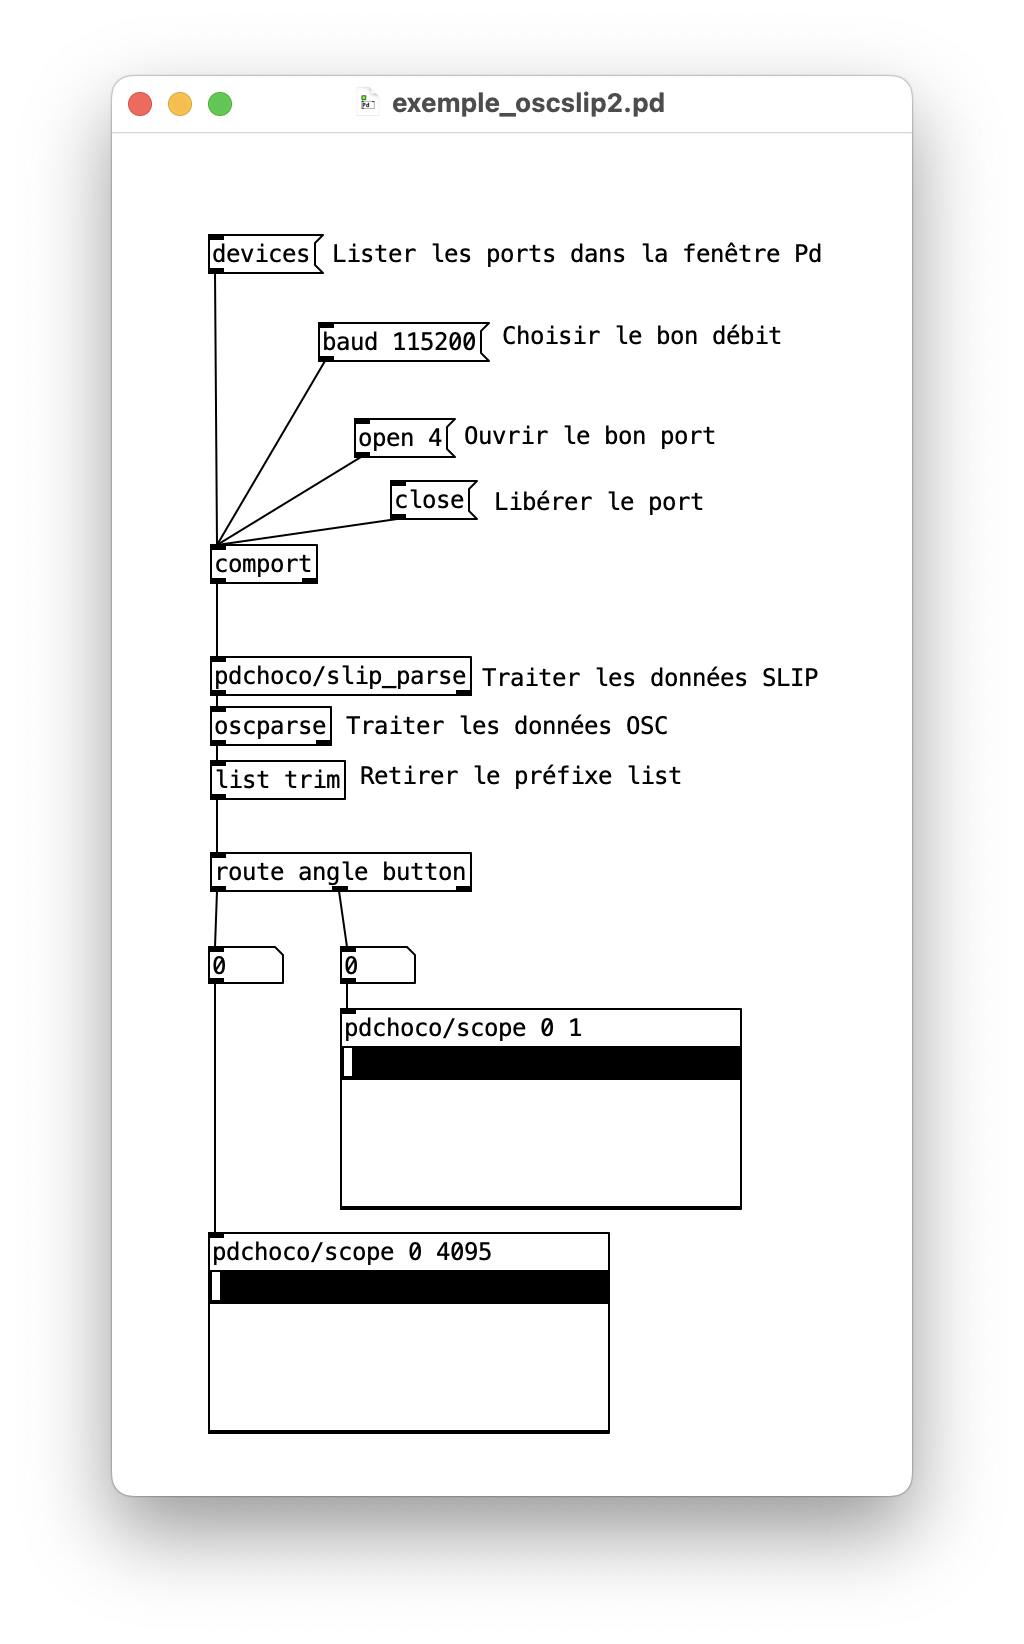 exemple_oscslip2.pd
devices Lister les ports dans la fenêtre Pd
baud 115200 Choisir le bon débit
open 4 Ouvrir le bon port
close Libérer le port
comport
pdchoco/slip_parse Traiter les données SLIP
oscparse Traiter les données OSC
list trim Retirer le préfixe list
route angle button
0 0
pdchoco/scope 0 1
pdchoco/scope 0 4095